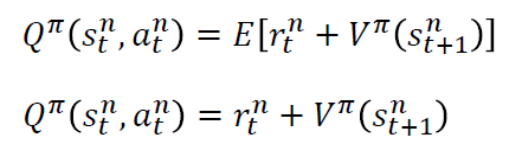 Q^π(s_t^n, a_t^n) = E[r_t^n + V^π(s_{t+1}^n)]
Q^π(s_t^n, a_t^n) = r_t^n + V^π(s_{t+1}^n)